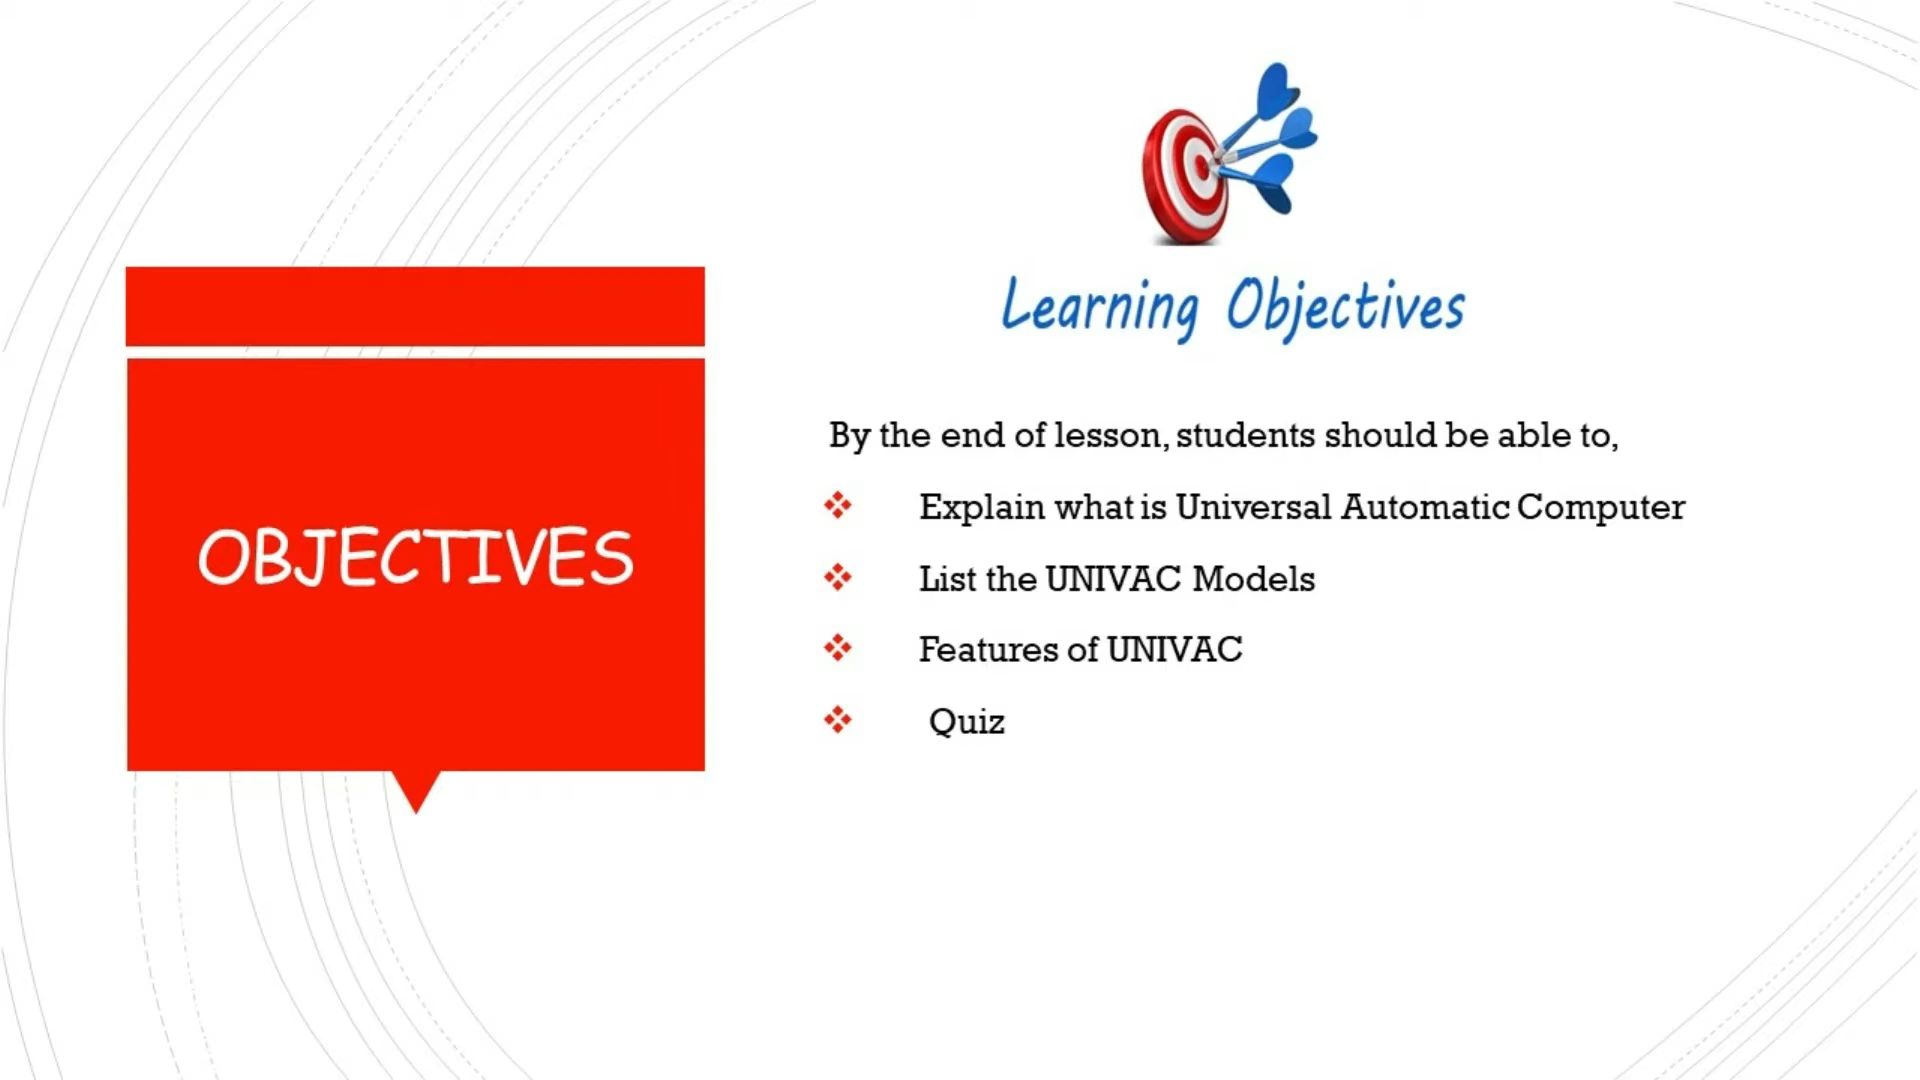 OBJECTIVES
Learning Objectives
By the end of lesson, students should be able to,
❖ Explain what is Universal Automatic Computer
❖ List the UNIVAC Models
❖ Features of UNIVAC
❖ Quiz